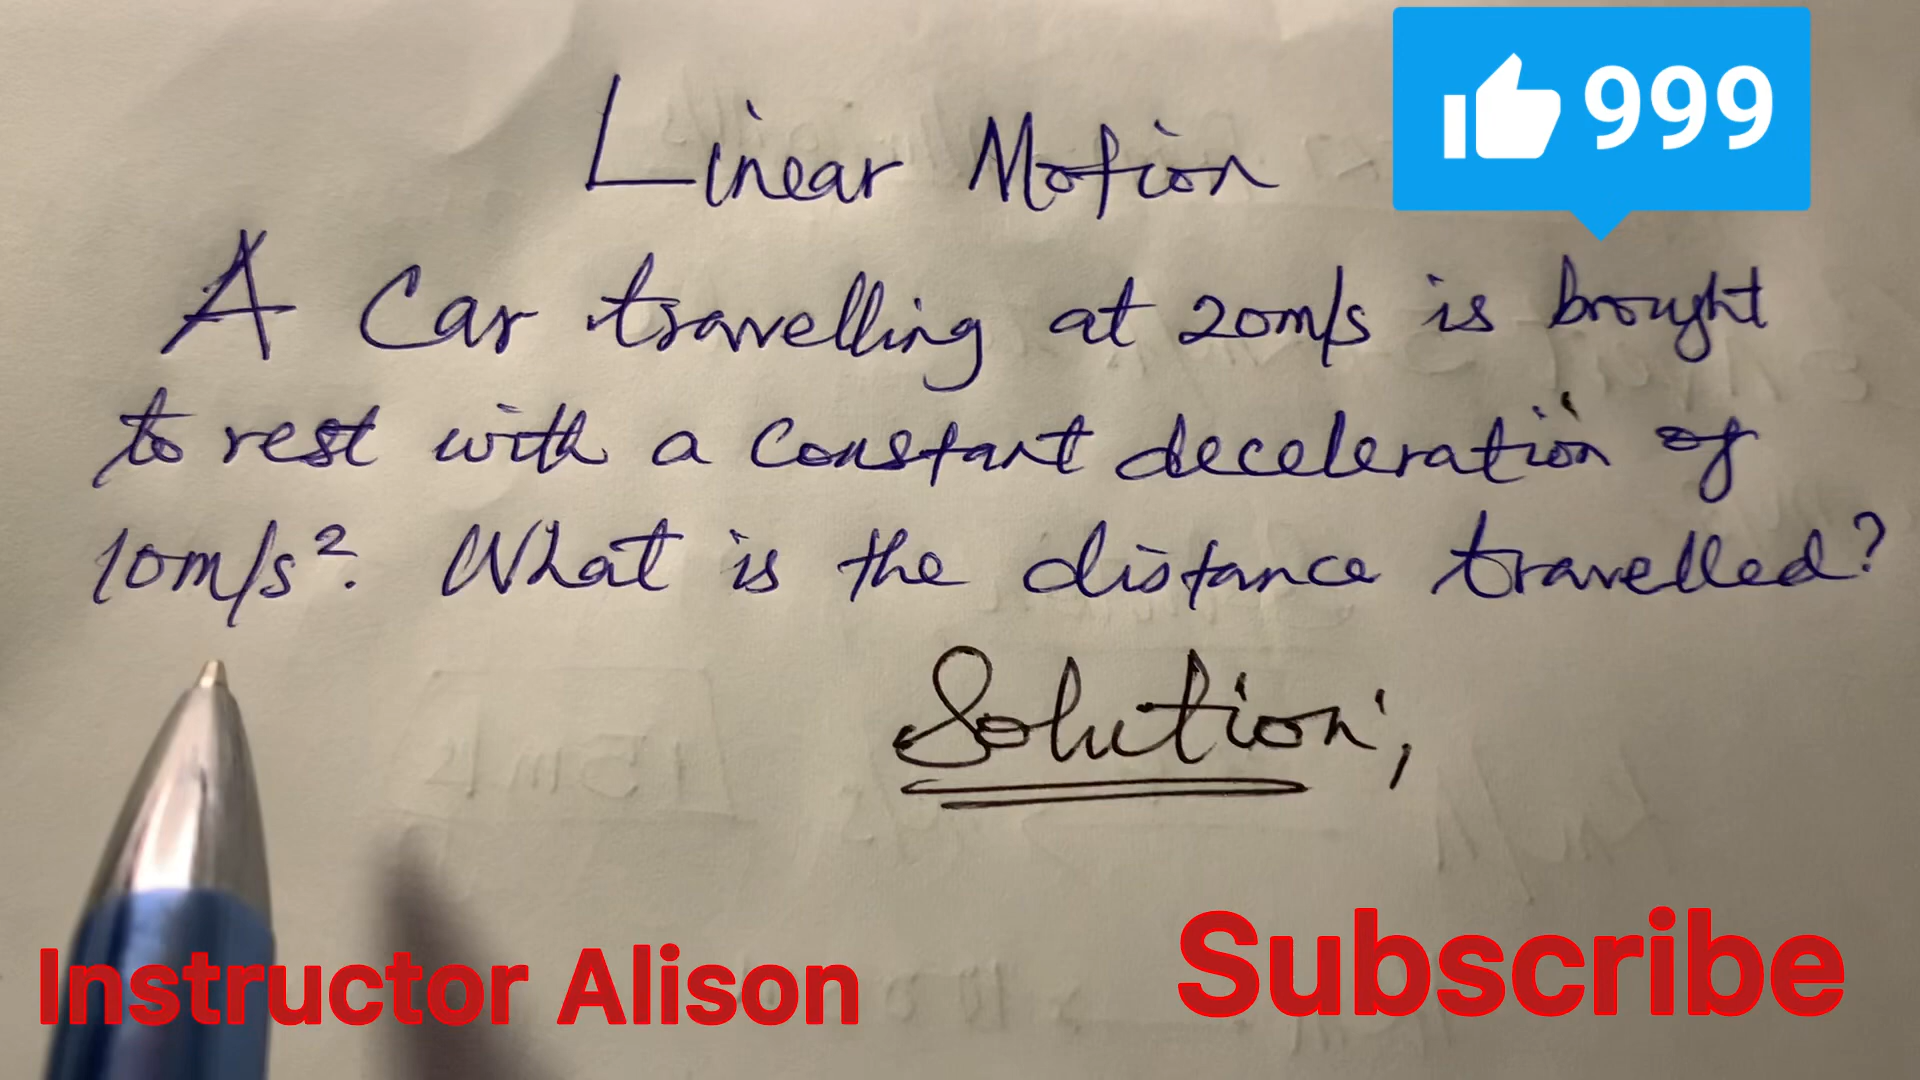 999
Linear Motion
A Car travelling at 20m/s is brought
to rest with a constant deceleration of
10m/s². What is the distance travelled?
Solution;
Instructor Alison
Subscribe